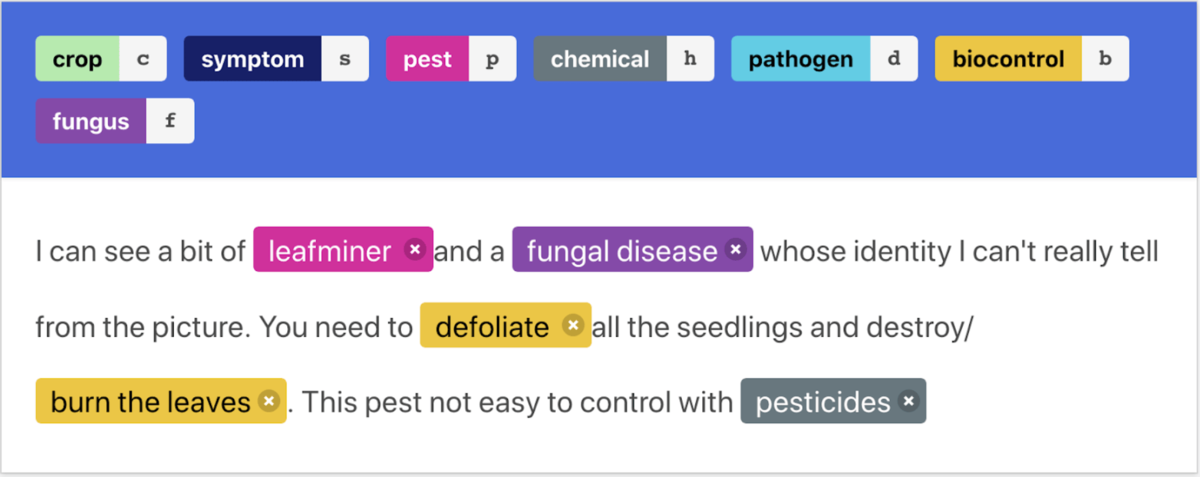 crop c symptom s pest p chemical h pathogen d biocontrol b
fungus f
I can see a bit of leafminer × and a fungal disease × whose identity I can't really tell
from the picture. You need to defoliate × all the seedlings and destroy/
burn the leaves × . This pest not easy to control with pesticides ×